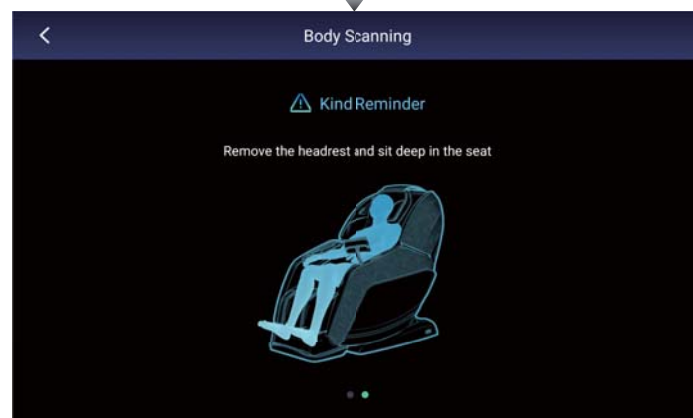 Body Scanning
Kind Reminder
Remove the headrest and sit deep in the seat